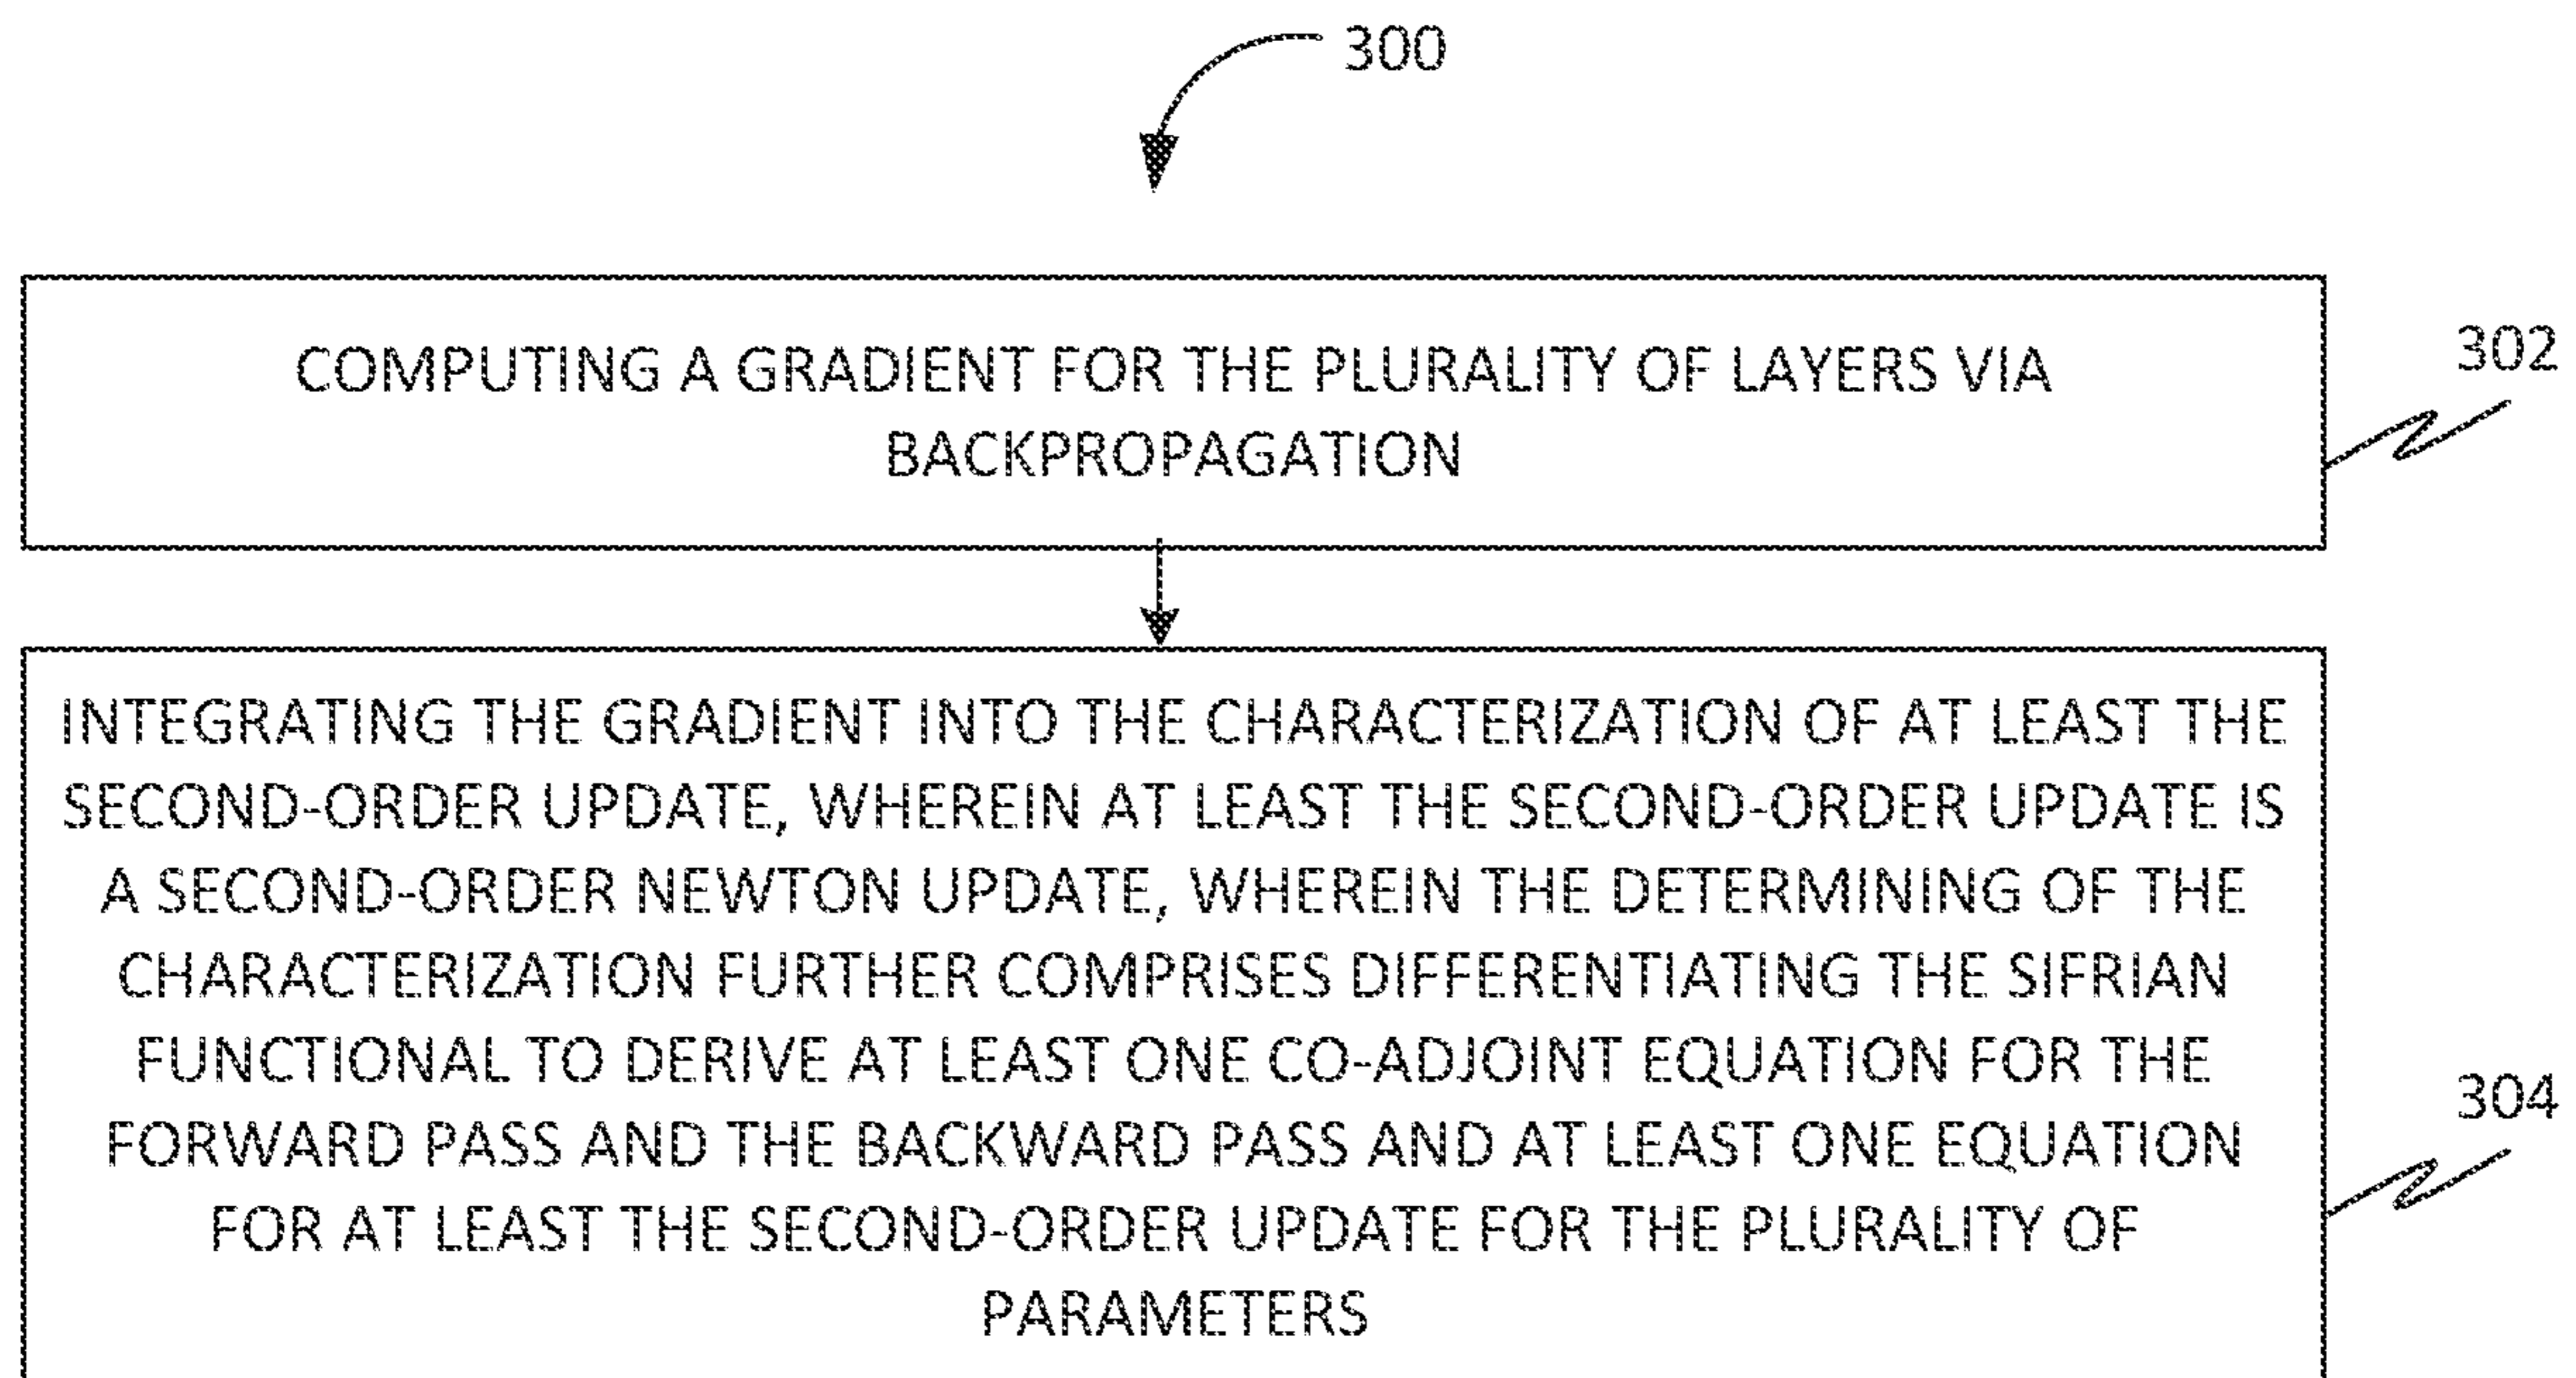 300
COMPUTING A GRADIENT FOR THE PLURALITY OF LAYERS VIA
BACKPROPAGATION
302
INTEGRATING THE GRADIENT INTO THE CHARACTERIZATION OF AT LEAST THE
SECOND-ORDER UPDATE, WHEREIN AT LEAST THE SECOND-ORDER UPDATE IS
A SECOND-ORDER NEWTON UPDATE, WHEREIN THE DETERMINING OF THE
CHARACTERIZATION FURTHER COMPRISES DIFFERENTIATING THE SIFRIAN
FUNCTIONAL TO DERIVE AT LEAST ONE CO-ADJOINT EQUATION FOR THE
FORWARD PASS AND THE BACKWARD PASS AND AT LEAST ONE EQUATION
FOR AT LEAST THE SECOND-ORDER UPDATE FOR THE PLURALITY OF
PARAMETERS
304